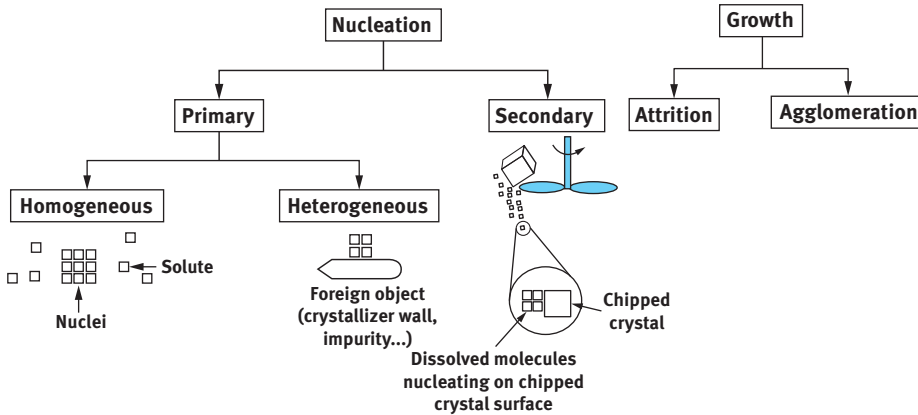 Nucleation
Growth
Primary
Secondary
Attrition
Agglomeration
Homogeneous
Heterogeneous
Solute
Nuclei
Foreign object
(crystallizer wall,
impurity...)
Chipped
crystal
Dissolved molecules
nucleating on chipped
crystal surface